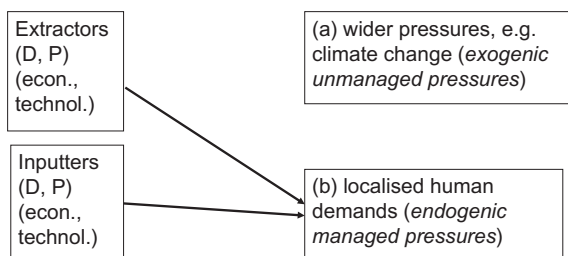 Extractors
(D, P)
(econ.,
technol.)
(a) wider pressures, e.g.
climate change (exogenic
unmanaged pressures)
Inputters
(D, P)
(econ.,
technol.)
(b) localised human
demands (endogenic
managed pressures)